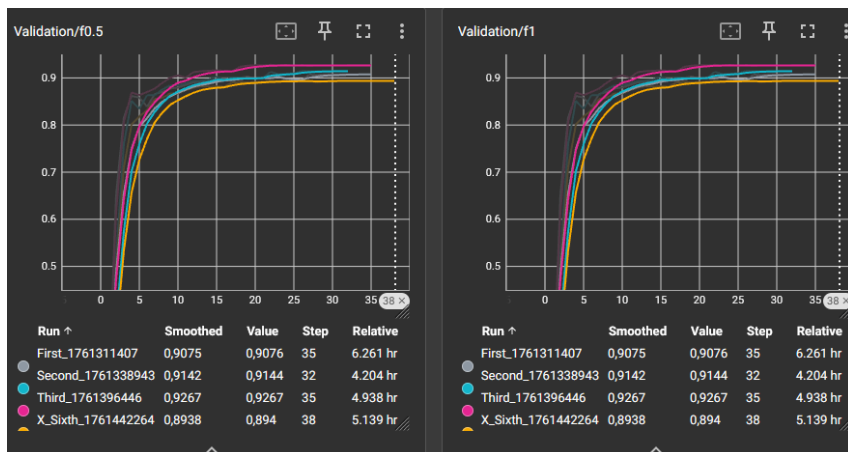 Validation/f0.5
0.9
0.8
0.7
0.6
0.5
0 5 10 15 20 25 30 35 38 ×
Run ↑ Smoothed Value Step Relative
First_1761311407 0,9075 0,9076 35 6.261 hr
Second_1761338943 0,9142 0,9144 32 4.204 hr
Third_1761396446 0,9267 0,9267 35 4.938 hr
X_Sixth_1761442264 0,8938 0,894 38 5.139 hr
Validation/f1
0.9
0.8
0.7
0.6
0.5
0 5 10 15 20 25 30 35 38 ×
Run ↑ Smoothed Value Step Relative
First_1761311407 0,9075 0,9076 35 6.261 hr
Second_1761338943 0,9142 0,9144 32 4.204 hr
Third_1761396446 0,9267 0,9267 35 4.938 hr
X_Sixth_1761442264 0,8938 0,894 38 5.139 hr